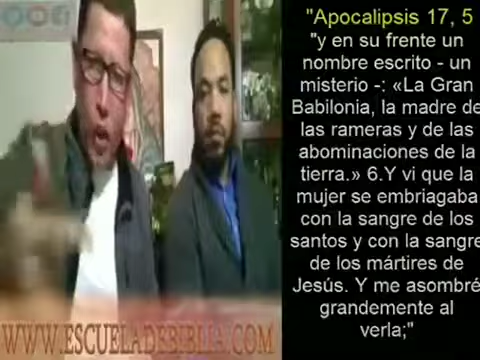 "Apocalipsis 17, 5
"y en su frente un
nombre escrito - un
misterio -: «La Gran
Babilonia, la madre de
las rameras y de las
abominaciones de la
tierra.» 6.Y vi que la
mujer se embriagaba
con la sangre de los
santos y con la sangre
de los mártires de
Jesús. Y me asombré
grandemente al
verla;"
WWW.ESCUELADEBIBLIA.COM